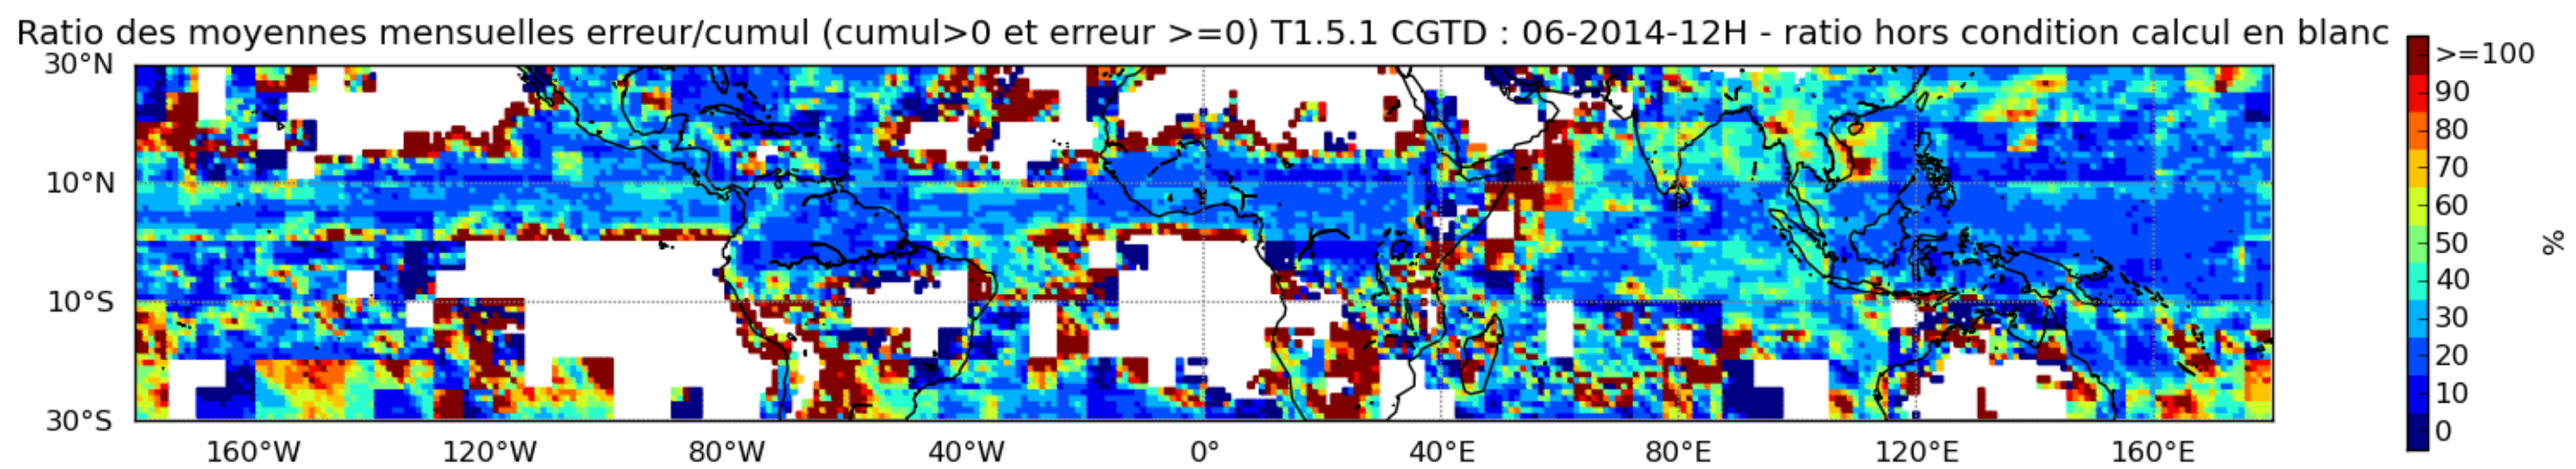 Ratio des moyennes mensuelles erreur/cumul (cumul>0 et erreur >=0) T1.5.1 CGTD : 06-2014-12H - ratio hors condition calcul en blanc
30°N
10°N
10°S
30°S
160°W 120°W 80°W 40°W 0° 40°E 80°E 120°E 160°E
>=100
90
80
70
60
50
40
30
20
10
0
%